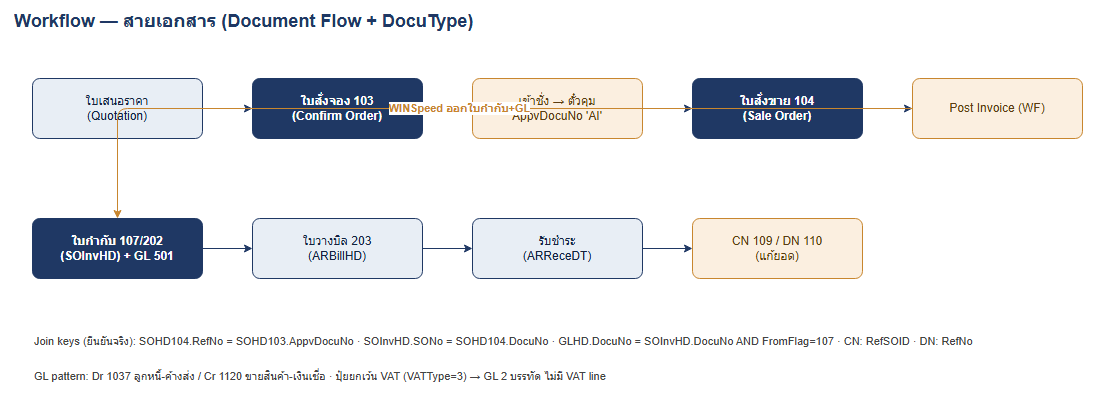 Workflow — สายเอกสาร (Document Flow + DocuType)
ใบเสนอราคา
(Quotation)
ใบสั่งจอง 103
(Confirm Order)
WINSpeed ออกใบกำกับ+GL
เข้าชั่ง → ตั๋วคุม
AppvDocuNo 'AI'
ใบสั่งขาย 104
(Sale Order)
Post Invoice (WF)
ใบกำกับ 107/202
(SOInvHD) + GL 501
ใบวางบิล 203
(ARBillHD)
รับชำระ
(ARReceDT)
CN 109 / DN 110
(แก้ยอด)
Join keys (ยืนยันจริง): SOHD104.RefNo = SOHD103.AppvDocuNo · SOInvHD.SONo = SOHD104.DocuNo · GLHD.DocuNo = SOInvHD.DocuNo AND FromFlag=107 · CN: RefSOID · DN: RefNo
GL pattern: Dr 1037 ลูกหนี้-ค้างส่ง / Cr 1120 ขายสินค้า-เงินเชื่อ · ปุ๋ยยกเว้น VAT (VATType=3) → GL 2 บรรทัด ไม่มี VAT line